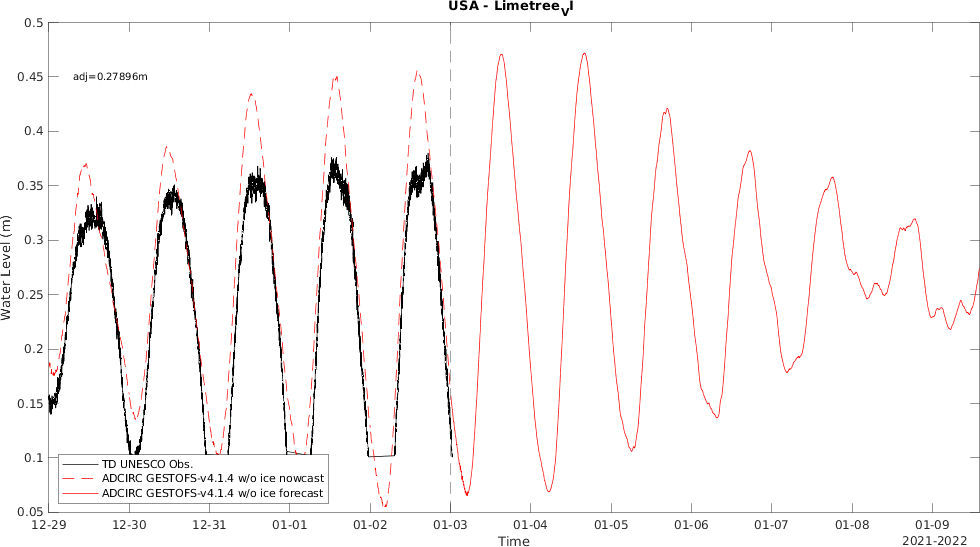 USA - Limetree_VI
0.5
0.45
0.4
0.35
0.3
0.25
0.2
0.15
0.1
0.05
Water Level (m)
adj=0.27896m
TD UNESCO Obs.
ADCIRC GESTOFS-v4.1.4 w/o ice nowcast
ADCIRC GESTOFS-v4.1.4 w/o ice forecast
12-29 12-30 12-31 01-01 01-02 01-03 01-04 01-05 01-06 01-07 01-08 01-09
Time
2021-2022